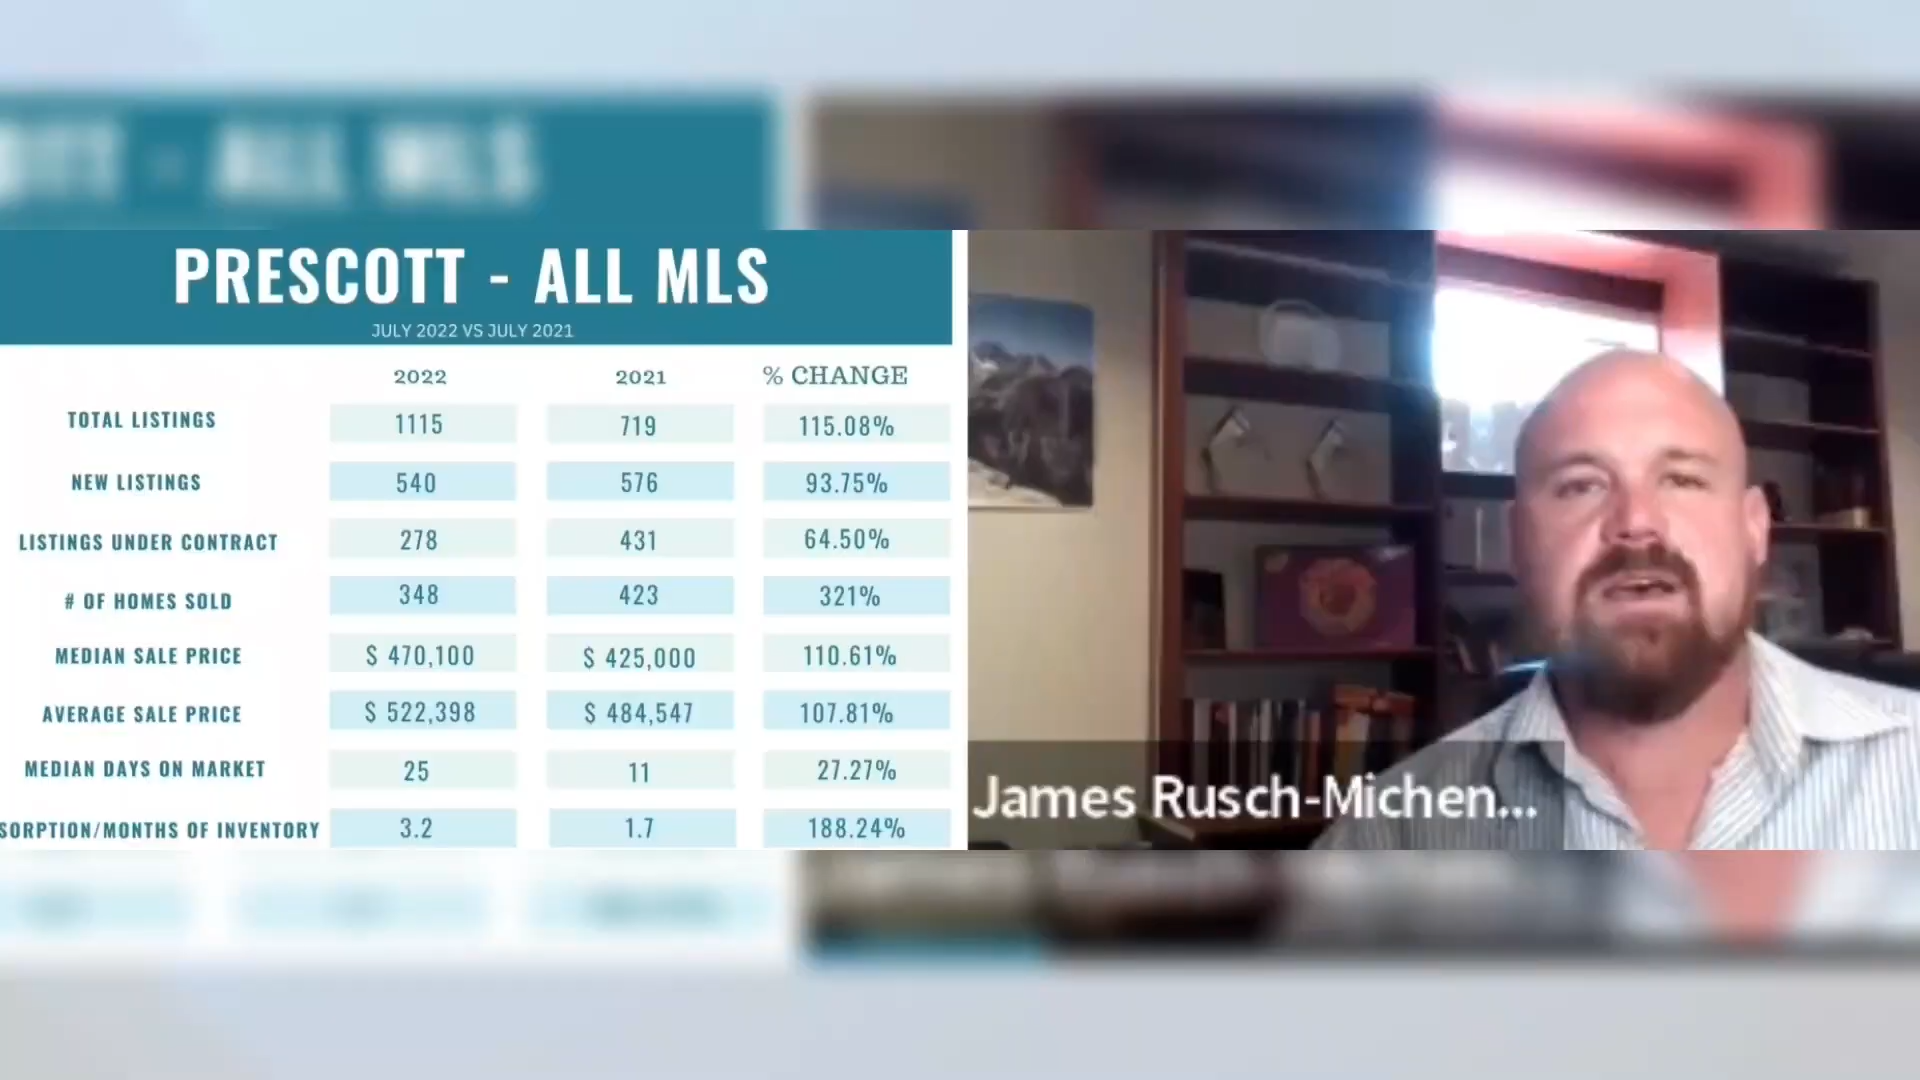 OTT - ALL MLS
PRESCOTT - ALL MLS
JULY 2022 VS JULY 2021
2022 2021 % CHANGE
TOTAL LISTINGS 1115 719 115.08%
NEW LISTINGS 540 576 93.75%
LISTINGS UNDER CONTRACT 278 431 64.50%
# OF HOMES SOLD 348 423 321%
MEDIAN SALE PRICE $ 470,100 $ 425,000 110.61%
AVERAGE SALE PRICE $ 522,398 $ 484,547 107.81%
MEDIAN DAYS ON MARKET 25 11 27.27%
SORPTION/MONTHS OF INVENTORY 3.2 1.7 188.24%
James Rusch-Michen...